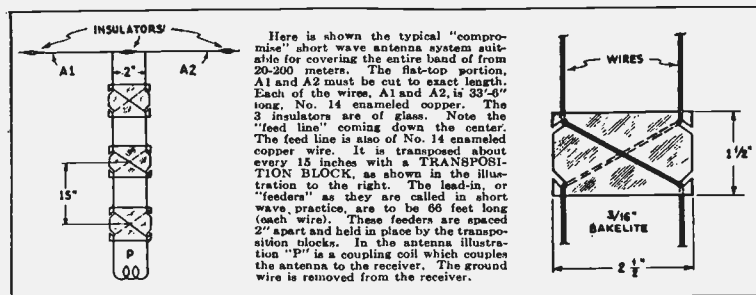 INSULATORS
A1
2"
A2
15"
P
Here is shown the typical "compro-
mise" short wave antenna system suit-
able for covering the entire band of from
20-200 meters. The flat-top portion,
A1 and A2 must be cut to exact length.
Each of the wires, A1 and A2, is 33'-6"
long, No. 14 enameled copper. The
3 insulators are of glass. Note the
"feed line" coming down the center.
The feed line is also of No. 14 enameled
copper wire. It is transposed about
every 15 inches with a TRANSPOSI-
TION BLOCK, as shown in the illus-
tration to the right. The lead-in, or
"feeders" as they are called in short
wave practice, are to be 66 feet long
(each wire). These feeders are spaced
2" apart and held in place by the transpo-
sition blocks. In the antenna illustra-
tion "P" is a coupling coil which couples
the antenna to the receiver. The ground
wire is removed from the receiver.
WIRES
1 1/2"
3/16"
BAKELITE
2 1/2"